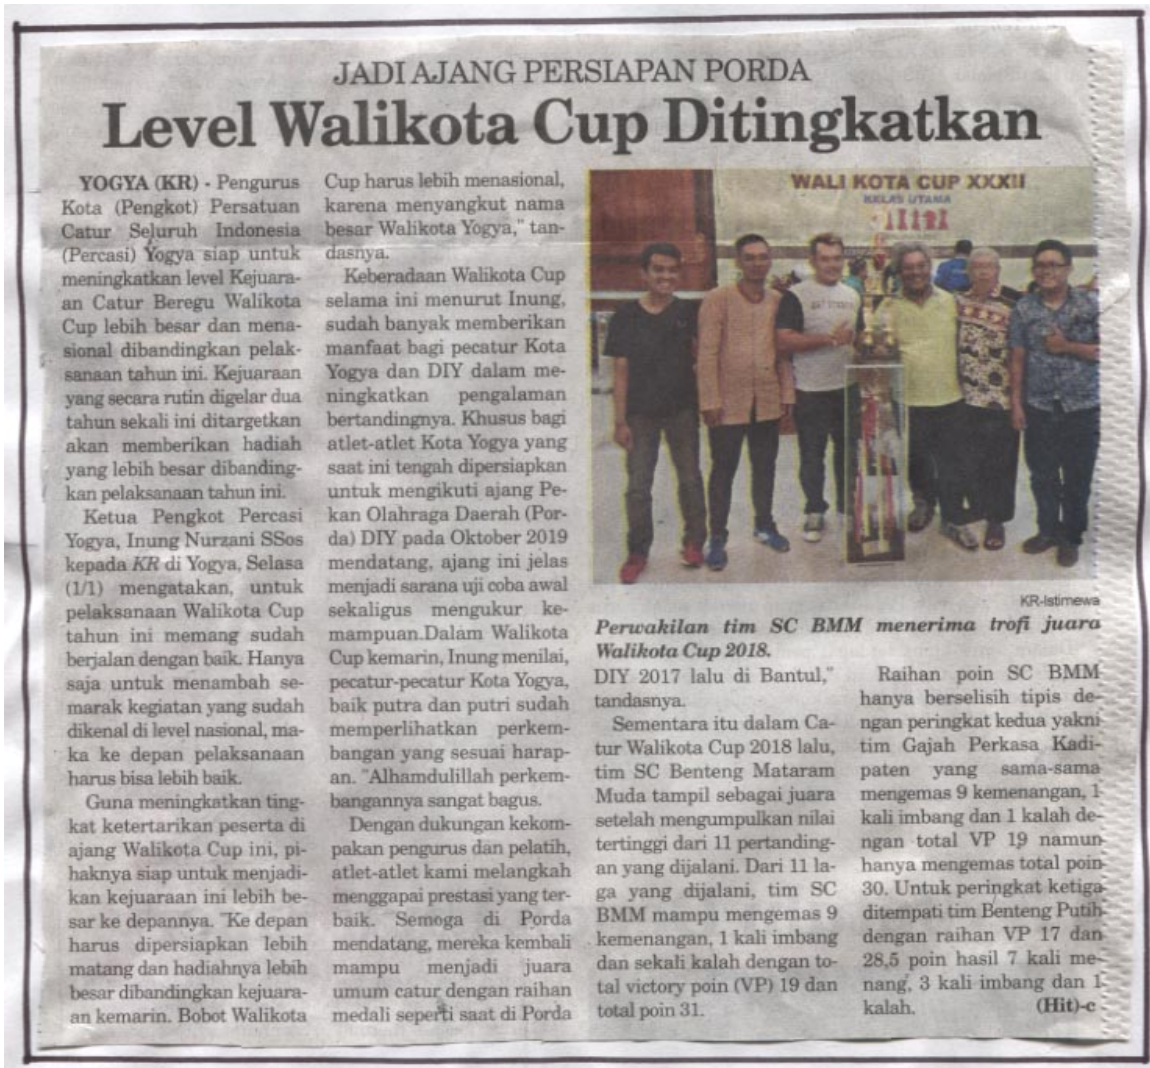 JADI AJANG PERSIAPAN PORDA
Level Walikota Cup Ditingkatkan
YOGYA (KR) - Pengurus
Kota (Pengkot) Persatuan
Catur Seluruh Indonesia
(Percasi) Yogya siap untuk
meningkatkan level Kejuara-
an Catur Beregu Walikota
Cup lebih besar dan mena-
sional dibandingkan pelak-
sanaan tahun ini. Kejuaraan
yang secara rutin digelar dua
tahun sekali ini ditargetkan
akan memberikan hadiah
yang lebih besar dibanding-
kan pelaksanaan tahun ini.
Ketua Pengkot Percasi
Yogya, Inung Nurzani SSos
kepada KR di Yogya, Selasa
(1/1) mengatakan, untuk
pelaksanaan Walikota Cup
tahun ini memang sudah
berjalan dengan baik. Hanya
saja untuk menambah se-
marak kegiatan yang sudah
dikenal di level nasional, ma-
ka ke depan pelaksanaan
harus bisa lebih baik.
Guna meningkatkan ting-
kat ketertarikan peserta di
ajang Walikota Cup ini, pi-
haknya siap untuk menjadi-
kan kejuaraan ini lebih be-
sar ke depannya. "Ke depan
harus dipersiapkan lebih
matang dan hadiahnya lebih
besar dibandingkan kejuara-
an kemarin. Bobot Walikota
Cup harus lebih menasional,
karena menyangkut nama
besar Walikota Yogya," tan-
dasnya.
Keberadaan Walikota Cup
selama ini menurut Inung,
sudah banyak memberikan
manfaat bagi pecatur Kota
Yogya dan DIY dalam me-
ningkatkan pengalaman
bertandingnya. Khusus bagi
atlet-atlet Kota Yogya yang
saat ini tengah dipersiapkan
untuk mengikuti ajang Pe-
kan Olahraga Daerah (Por-
da) DIY pada Oktober 2019
mendatang, ajang ini jelas
menjadi sarana uji coba awal
sekaligus mengukur ke-
mampuan.Dalam Walikota
Cup kemarin, Inung menilai,
pecatur-pecatur Kota Yogya,
baik putra dan putri sudah
memperlihatkan perkem-
bangan yang sesuai harap-
an. "Alhamdulillah perkem-
bangannya sangat bagus.
Dengan dukungan kekom-
pakan pengurus dan pelatih,
atlet-atlet kami melangkah
menggapai prestasi yang ter-
baik. Semoga di Porda
mendatang, mereka kembali
mampu menjadi juara
umum catur dengan raihan
medali seperti saat di Porda
WALI KOTA CUP XXXII
KELAS UTAMA
KR-Istimewa
Perwakilan tim SC BMM menerima trofi juara
Walikota Cup 2018.
DIY 2017 lalu di Bantul,"
tandasnya.
Sementara itu dalam Ca-
tur Walikota Cup 2018 lalu,
tim SC Benteng Mataram
Muda tampil sebagai juara
setelah mengumpulkan nilai
tertinggi dari 11 pertanding-
an yang dijalani. Dari 11 la-
ga yang dijalani, tim SC
BMM mampu mengemas 9
kemenangan, 1 kali imbang
dan sekali kalah dengan to-
tal victory poin (VP) 19 dan
total poin 31.
Raihan poin SC BMM
hanya berselisih tipis de-
ngan peringkat kedua yakni
tim Gajah Perkasa Kadi-
paten yang sama-sama
mengemas 9 kemenangan, 1
kali imbang dan 1 kalah de-
ngan total VP 19 namun
hanya mengemas total poin
30. Untuk peringkat ketiga
ditempati tim Benteng Putih
dengan raihan VP 17 dan
28,5 poin hasil 7 kali me-
nang, 3 kali imbang dan 1
kalah. (Hit)-c